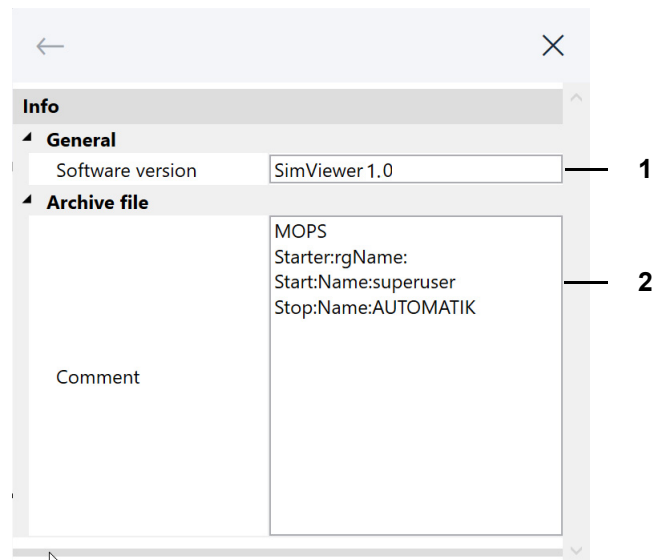 Info
General
Software version
SimViewer 1.0
1
Archive file
MOPS
Starter:rgName:
Start:Name:superuser
2
Stop:Name:AUTOMATIK
Comment